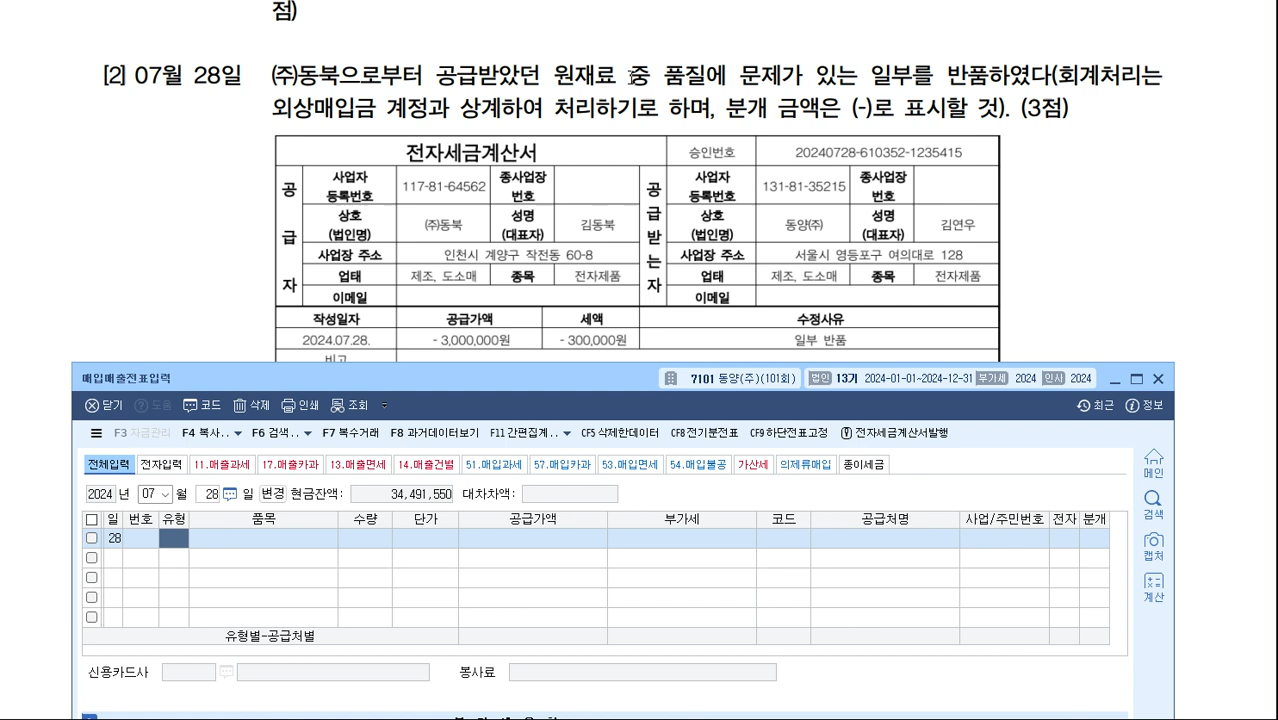 점)
[2] 07월 28일 ㈜동북으로부터 공급받았던 원재료 중 품질에 문제가 있는 일부를 반품하였다(회계처리는
외상매입금 계정과 상계하여 처리하기로 하며, 분개 금액은 (-)로 표시할 것). (3점)
전자세금계산서 승인번호 20240728-610352-1235415
공급자 사업자등록번호 117-81-64562 종사업장번호 공급받는자 사업자등록번호 131-81-35215 종사업장번호
상호(법인명) ㈜동북 성명(대표자) 김동북 상호(법인명) 동양㈜ 성명(대표자) 김연우
사업장 주소 인천시 계양구 작전동 60-8 사업장 주소 서울시 영등포구 여의대로 128
업태 제조, 도소매 종목 전자제품 업태 제조, 도소매 종목 전자제품
이메일 이메일
작성일자 공급가액 세액 수정사유
2024.07.28. - 3,000,000원 - 300,000원 일부 반품
비고
매입매출전표입력 7101 동양(주)(101회) 법인 13기 2024-01-01~2024-12-31 부가세 2024 인사 2024
닫기 도움 코드 삭제 인쇄 조회 최근 정보
F3 자금관리 F4 복사.. F6 검색.. F7 복수거래 F8 과거데이터보기 F11 간편집계.. CF5 삭제한데이터 CF8 전기분전표 CF9 하단전표고정 전자세금계산서발행
전체입력 전자입력 11.매출과세 17.매출카과 13.매출면세 14.매출건별 51.매입과세 57.매입카과 53.매입면세 54.매입불공 가산세 의제류매입 종이세금
메인
2024 년 07 월 28 일 변경 현금잔액: 34,491,550 대차차액:
검색
일 번호 유형 품목 수량 단가 공급가액 부가세 코드 공급처명 사업/주민번호 전자 분개
28
캡처
계산
유형별-공급처별
신용카드사 봉사료